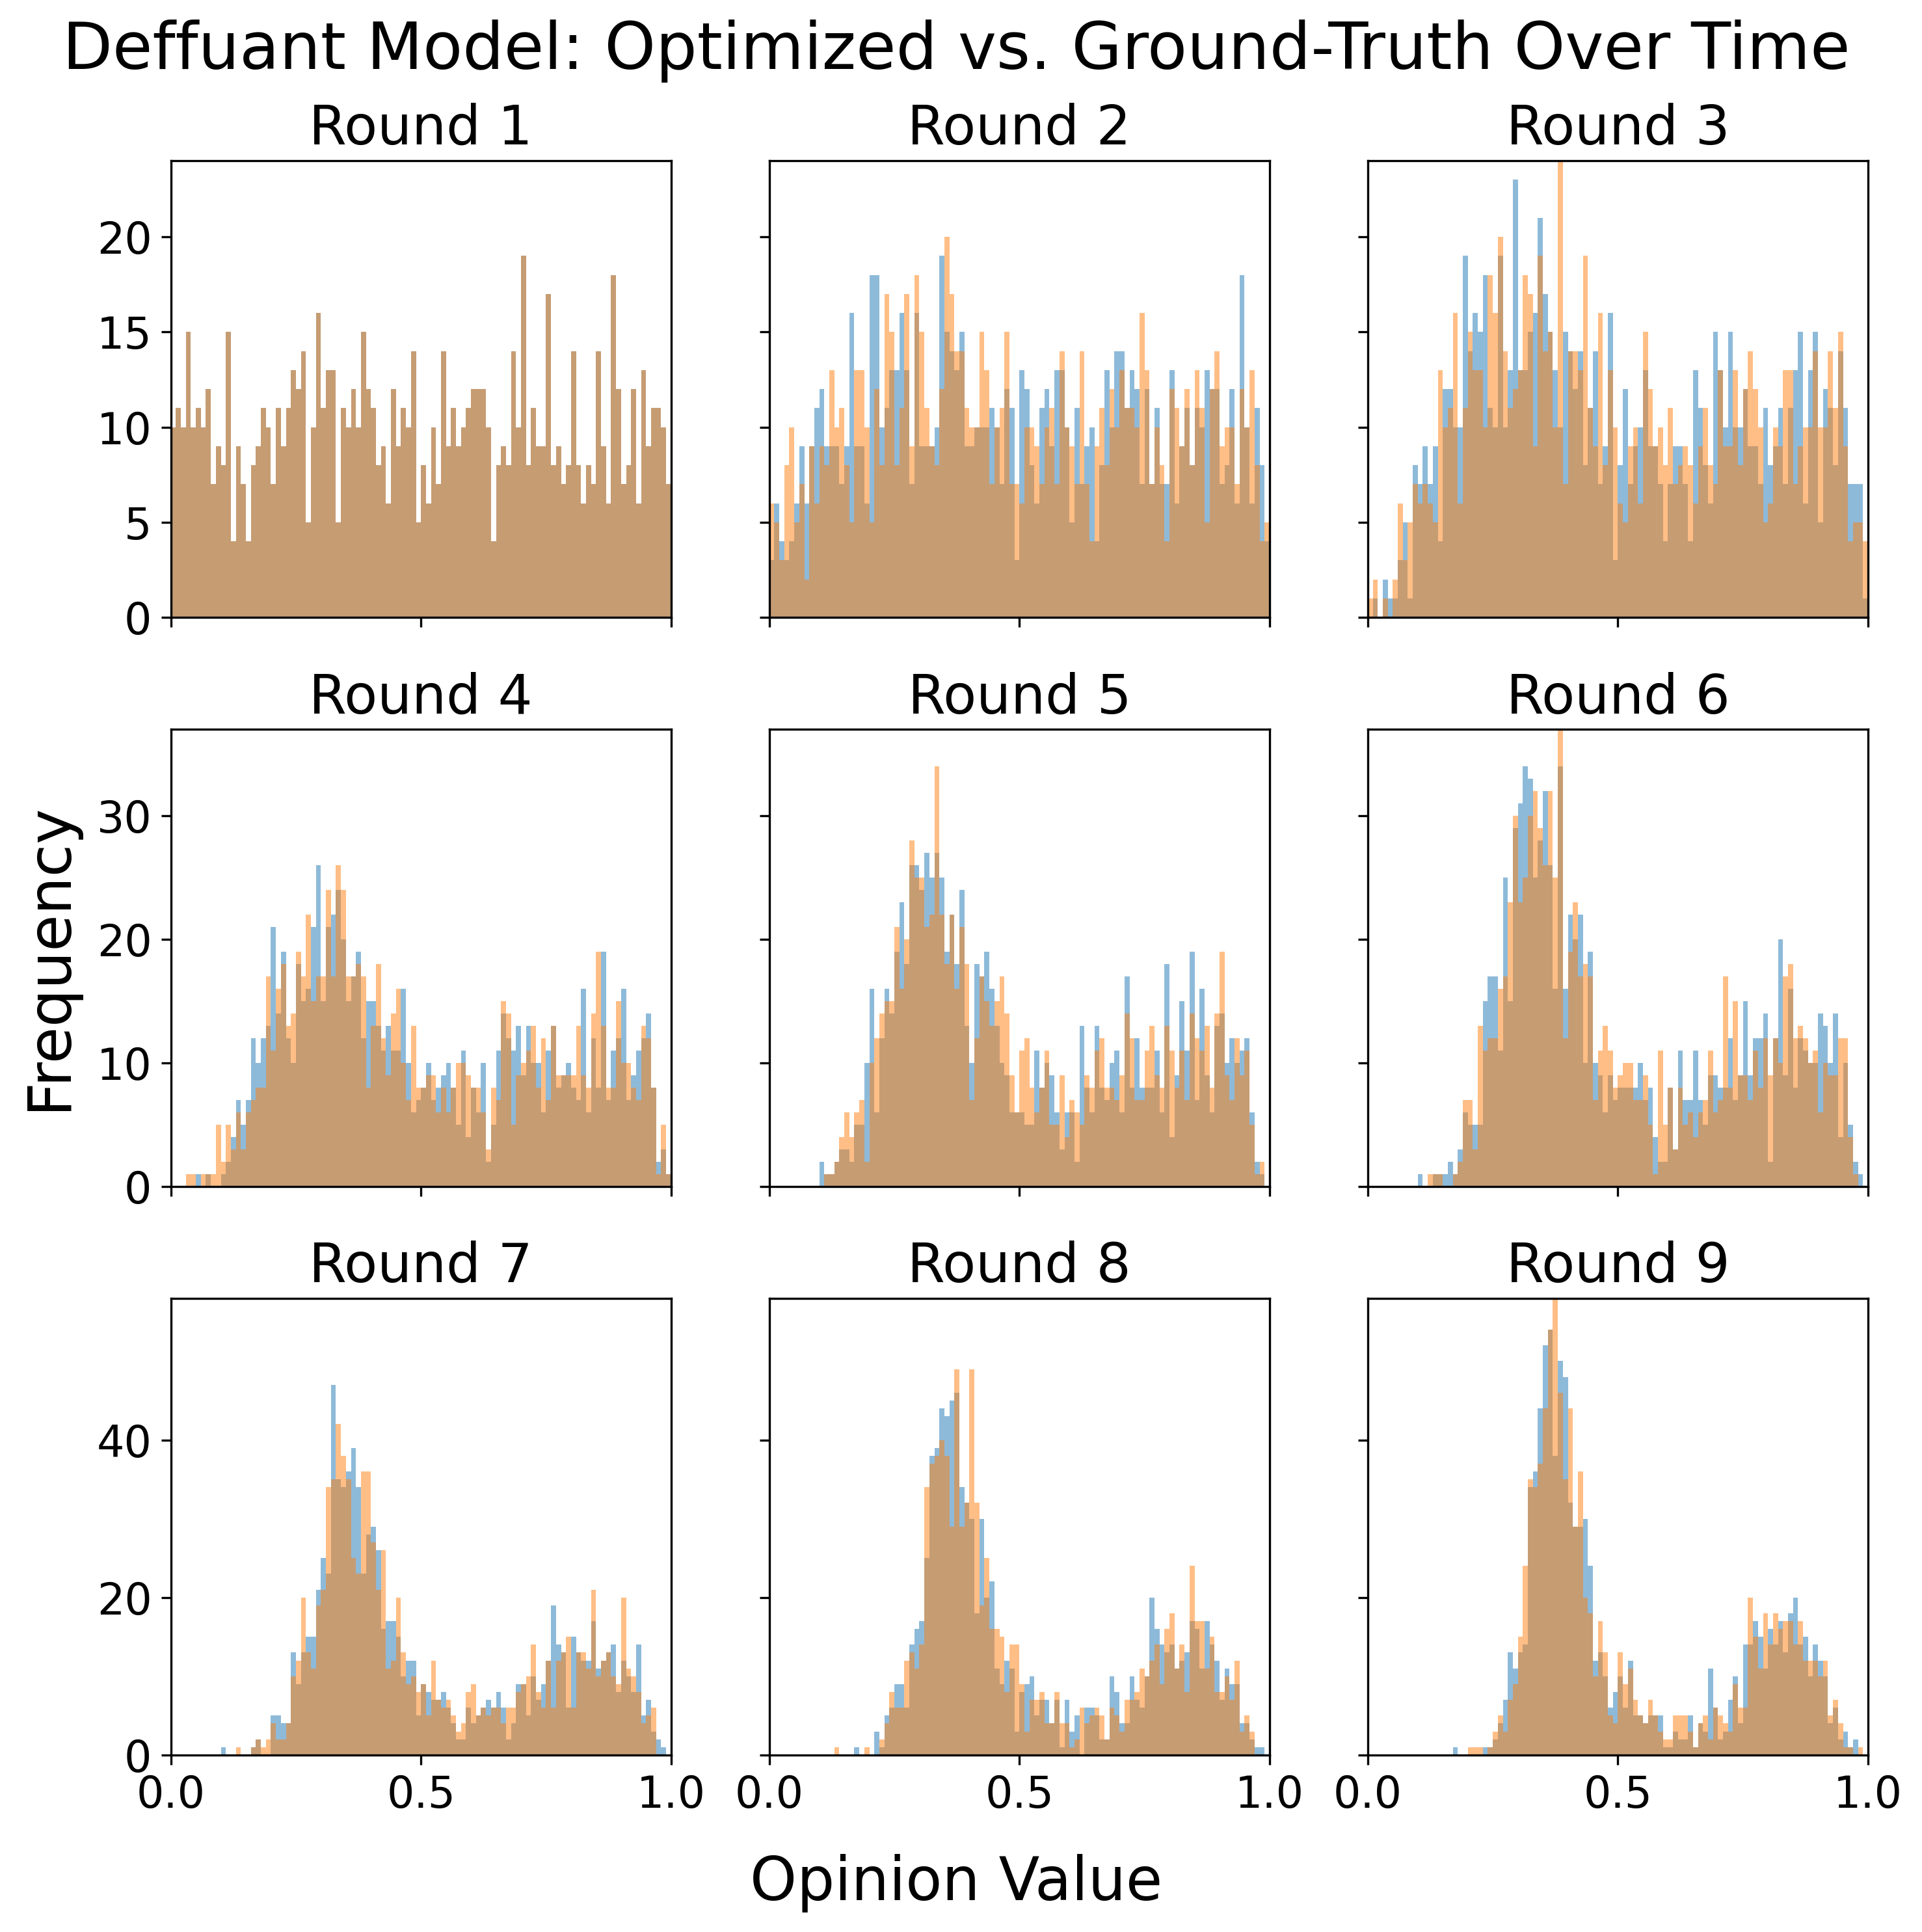 Deffuant Model: Optimized vs. Ground-Truth Over Time
Round 1
Round 2
Round 3
20
15
10
5
0
Round 4
Round 5
Round 6
Frequency
30
20
10
0
Round 7
Round 8
Round 9
40
20
0
0.0 0.5 1.0 0.0 0.5 1.0 0.0 0.5 1.0
Opinion Value